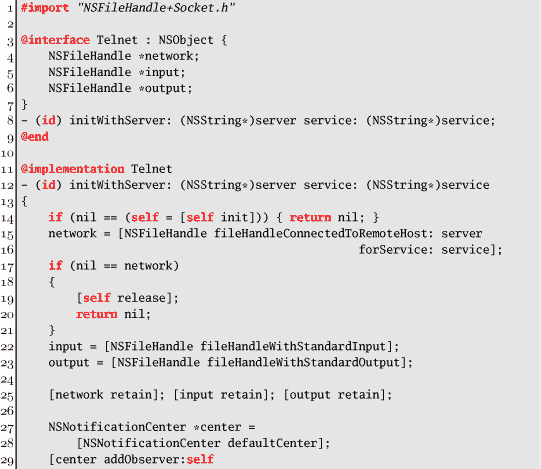 1 #import "NSFileHandle+Socket.h"
2
3 @interface Telnet : NSObject {
4     NSFileHandle *network;
5     NSFileHandle *input;
6     NSFileHandle *output;
7 }
8 - (id) initWithServer: (NSString*)server service: (NSString*)service;
9 @end
10
11 @implementation Telnet
12 - (id) initWithServer: (NSString*)server service: (NSString*)service
13 {
14     if (nil == (self = [self init])) { return nil; }
15     network = [NSFileHandle fileHandleConnectedToRemoteHost: server
16                                                  forService: service];
17     if (nil == network)
18     {
19         [self release];
20         return nil;
21     }
22     input = [NSFileHandle fileHandleWithStandardInput];
23     output = [NSFileHandle fileHandleWithStandardOutput];
24
25     [network retain]; [input retain]; [output retain];
26
27     NSNotificationCenter *center =
28         [NSNotificationCenter defaultCenter];
29     [center addObserver:self